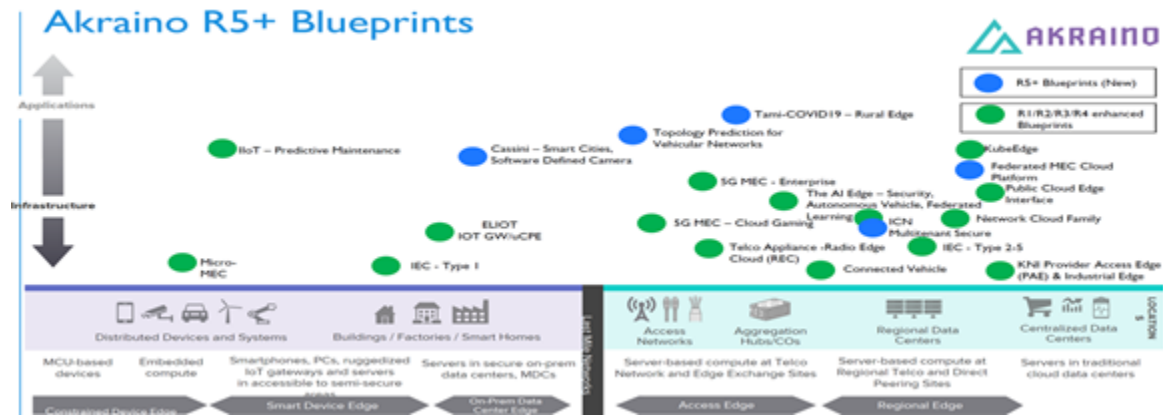 Akraino R5+ Blueprints
AKRAINO
R5+ Blueprints (New)
R1/R2/R3/R4 enhanced
Blueprints
Applications
Infrastructure
Tami-COVID19 – Rural Edge
Topology Prediction for
Vehicular Networks
IIoT – Predictive Maintenance
Cassini – Smart Cities,
Software Defined Camera
KubeEdge
Federated MEC Cloud
Platform
5G MEC - Enterprise
Public Cloud Edge
Interface
The AI Edge – Security,
Autonomous Vehicle, Federated
Learning
ICN
Multitenant Secure
Network Cloud Family
5G MEC – Cloud Gaming
ELIOT
IOT GW/uCPE
Telco Appliance -Radio Edge
Cloud (REC)
IEC - Type 2-5
Micro-
MEC
IEC - Type 1
Connected Vehicle
KNI Provider Access Edge
(PAE) & Industrial Edge
Distributed Devices and Systems
Buildings / Factories / Smart Homes
Last Mile Networks
Access
Networks
Aggregation
Hubs/COs
Regional Data
Centers
Centralized Data
Centers
LOCATION
S
MCU-based
devices
Embedded
compute
Smartphones, PCs, ruggedized
IoT gateways and servers
in accessible to semi-secure
areas
Servers in secure on-prem
data centers, MDCs
Server-based compute at Telco
Network and Edge Exchange Sites
Server-based compute at
Regional Telco and Direct
Peering Sites
Servers in traditional
cloud data centers
Constrained Device Edge
Smart Device Edge
On-Prem Data
Center Edge
Access Edge
Regional Edge